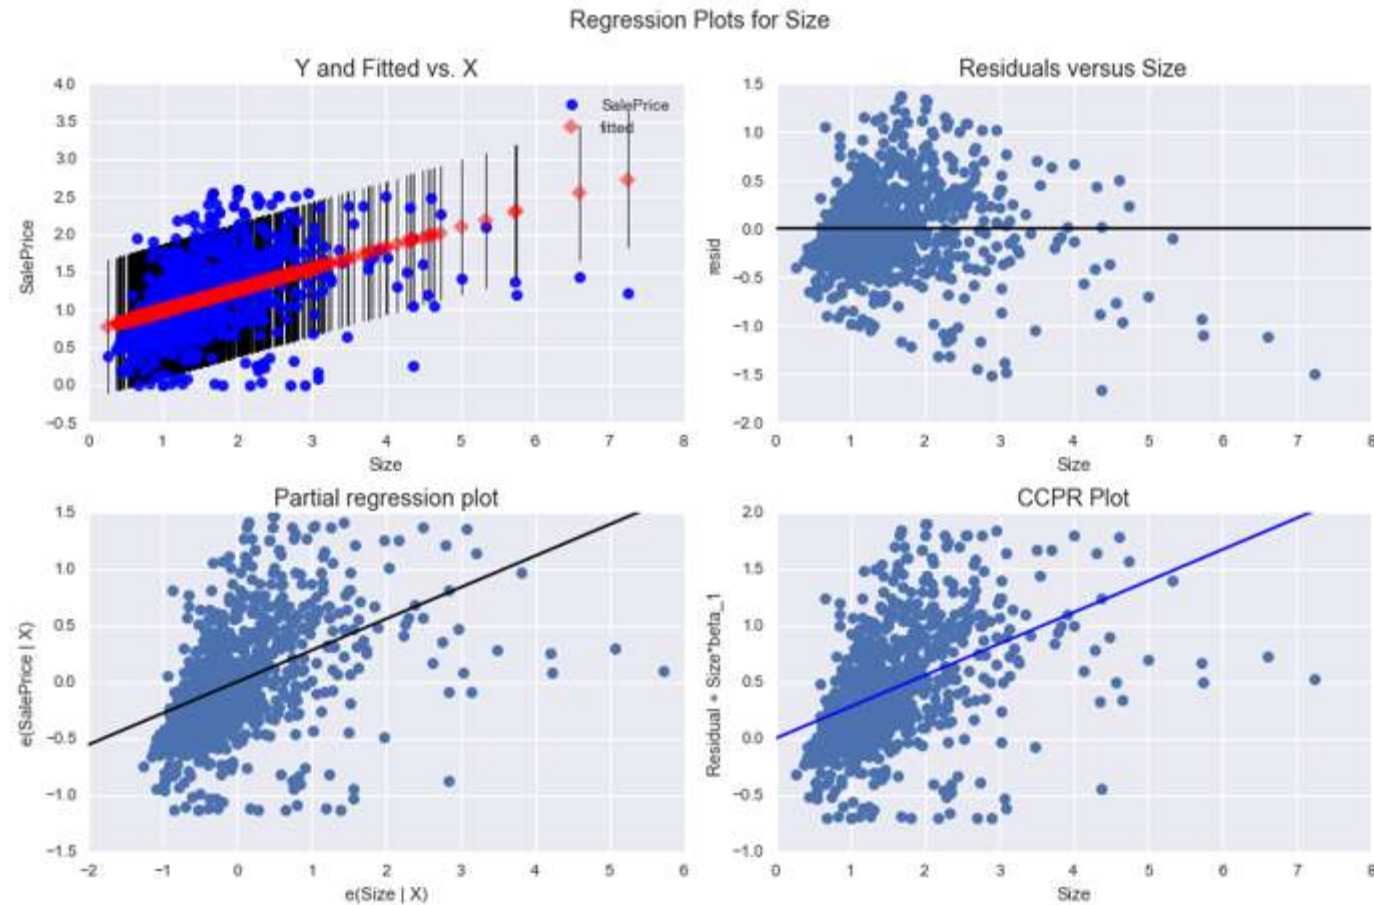 Regression Plots for Size
Y and Fitted vs. X
4.0
3.5
3.0
2.5
2.0
1.5
1.0
0.5
0.0
−0.5
SalePrice
SalePrice
fitted
0 1 2 3 4 5 6 7 8
Size
Residuals versus Size
1.5
1.0
0.5
0.0
−0.5
−1.0
−1.5
−2.0
resid
0 1 2 3 4 5 6 7 8
Size
Partial regression plot
1.5
1.0
0.5
0.0
−0.5
−1.0
−1.5
e(SalePrice | X)
−2 −1 0 1 2 3 4 5 6
e(Size | X)
CCPR Plot
2.0
1.5
1.0
0.5
0.0
−0.5
−1.0
Residual + Size*beta_1
0 1 2 3 4 5 6 7 8
Size